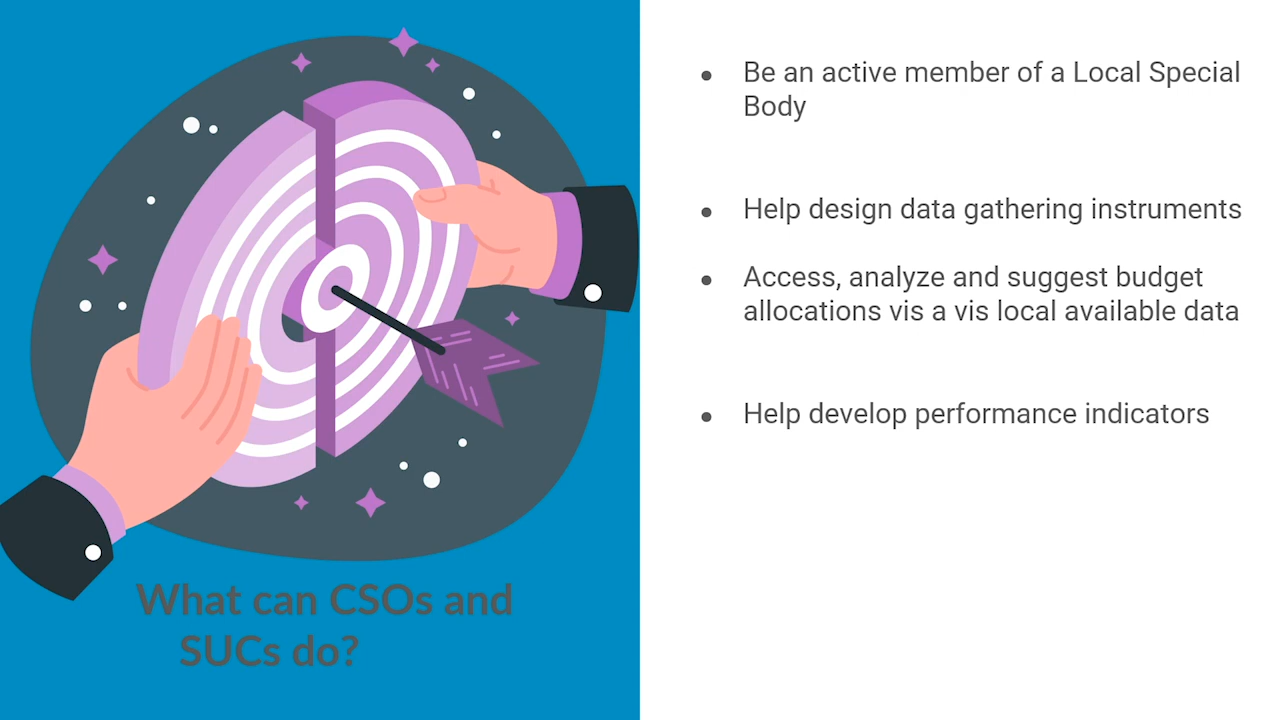 What can CSOs and
SUCs do?
● Be an active member of a Local Special
Body
● Help design data gathering instruments
● Access, analyze and suggest budget
allocations vis a vis local available data
● Help develop performance indicators